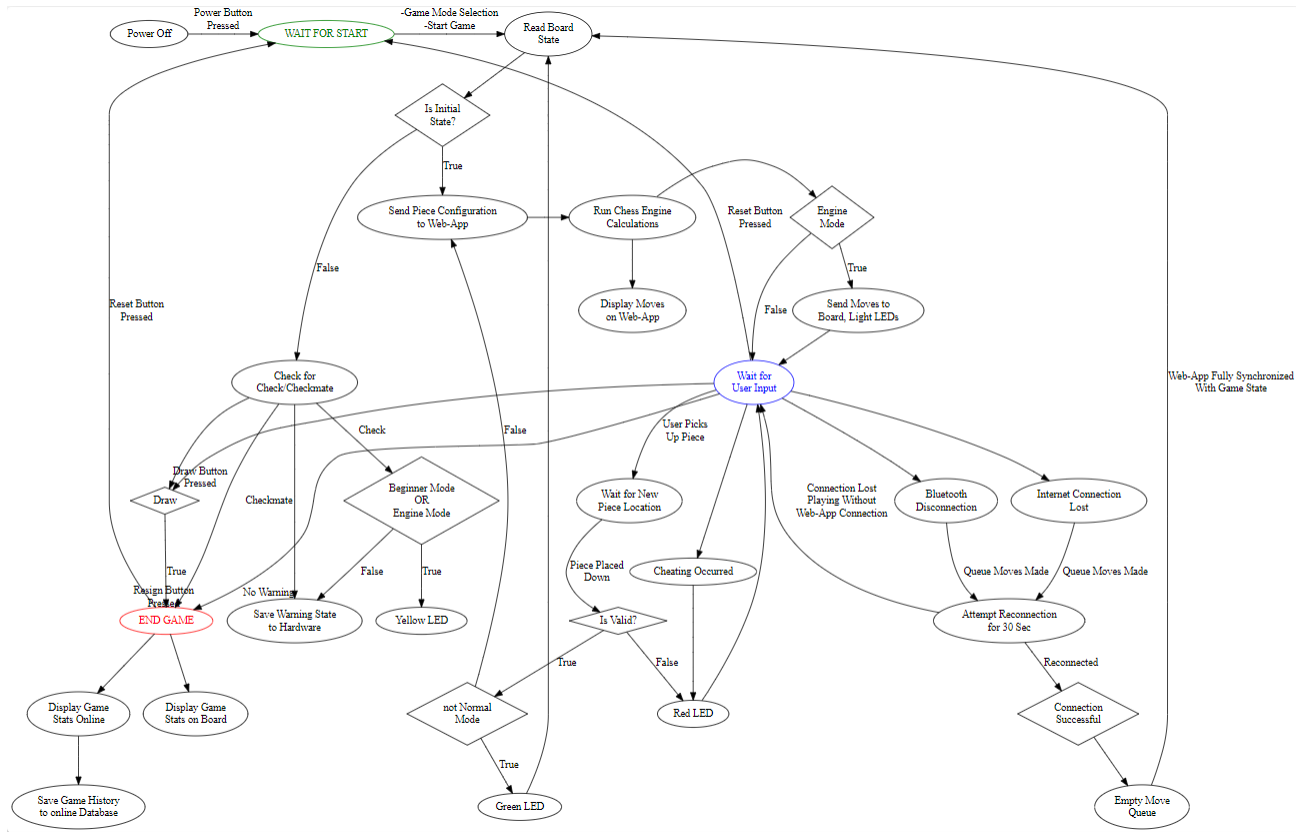 Power Off
Power Button
Pressed
WAIT FOR START
-Game Mode Selection
-Start Game
Read Board
State
Is Initial
State?
True
Send Piece Configuration
to Web-App
Run Chess Engine
Calculations
Reset Button
Pressed
Engine
Mode
False
True
Reset Button
Pressed
Display Moves
on Web-App
False
Send Moves to
Board, Light LEDs
Check for
Check/Checkmate
Wait for
User Input
Web-App Fully Synchronized
With Game State
Check
False
User Picks
Up Piece
Draw Button
Pressed
Draw
Checkmate
Beginner Mode
OR
Engine Mode
Wait for New
Piece Location
Connection Lost
Playing Without
Web-App Connection
Bluetooth
Disconnection
Internet Connection
Lost
True
False
True
Piece Placed
Down
Cheating Occurred
Queue Moves Made
Queue Moves Made
Resign Button
Presse
No Warning
END GAME
Save Warning State
to Hardware
Yellow LED
Is Valid?
Attempt Reconnection
for 30 Sec
True
False
Reconnected
Display Game
Stats Online
Display Game
Stats on Board
not Normal
Mode
Red LED
Connection
Successful
True
Save Game History
to online Database
Green LED
Empty Move
Queue